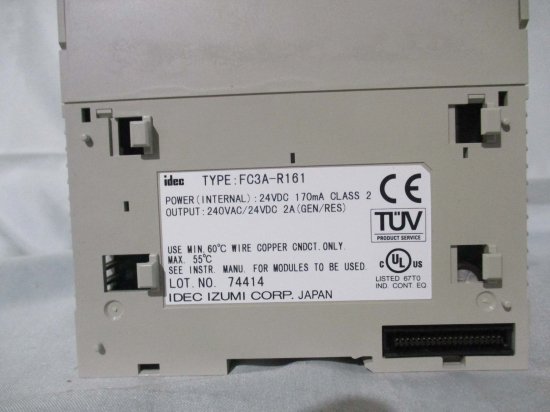 idec TYPE:FC3A-R161
POWER(INTERNAL):24VDC 170mA CLASS 2
OUTPUT:240VAC/24VDC 2A(GEN/RES)
CE
TÜV
PRODUCT SERVICE
USE MIN.60℃ WIRE COPPER CNDCT.ONLY.
MAX. 55℃
SEE INSTR. MANU. FOR MODULES TO BE USED
LOT.NO. 74414
IDEC IZUMI CORP. JAPAN
c UL us
LISTED 67T0
IND. CONT. EQ